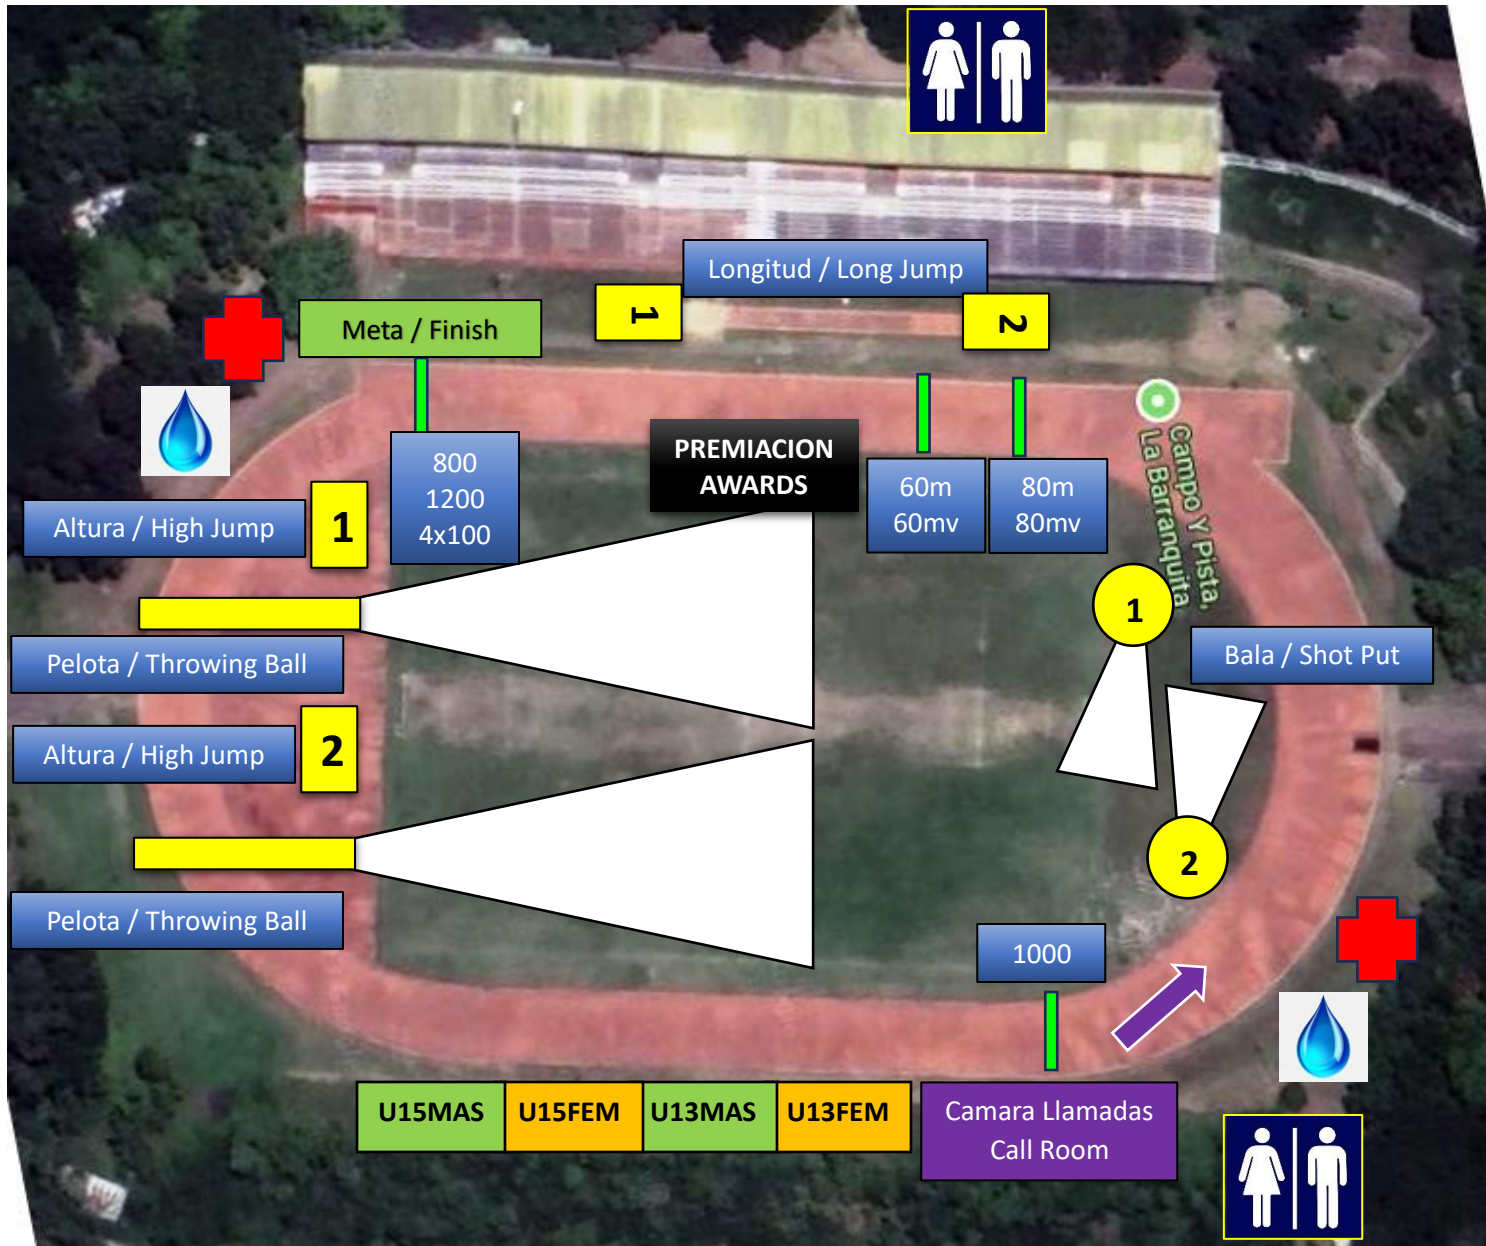 Longitud / Long Jump
1
2
Meta / Finish
PREMIACION
AWARDS
800
1200
4x100
60m
60mv
80m
80mv
Campo Y Pista,
La Barranquita
Altura / High Jump
1
Pelota / Throwing Ball
1
Bala / Shot Put
Altura / High Jump
2
2
Pelota / Throwing Ball
1000
U15MAS
U15FEM
U13MAS
U13FEM
Camara Llamadas
Call Room